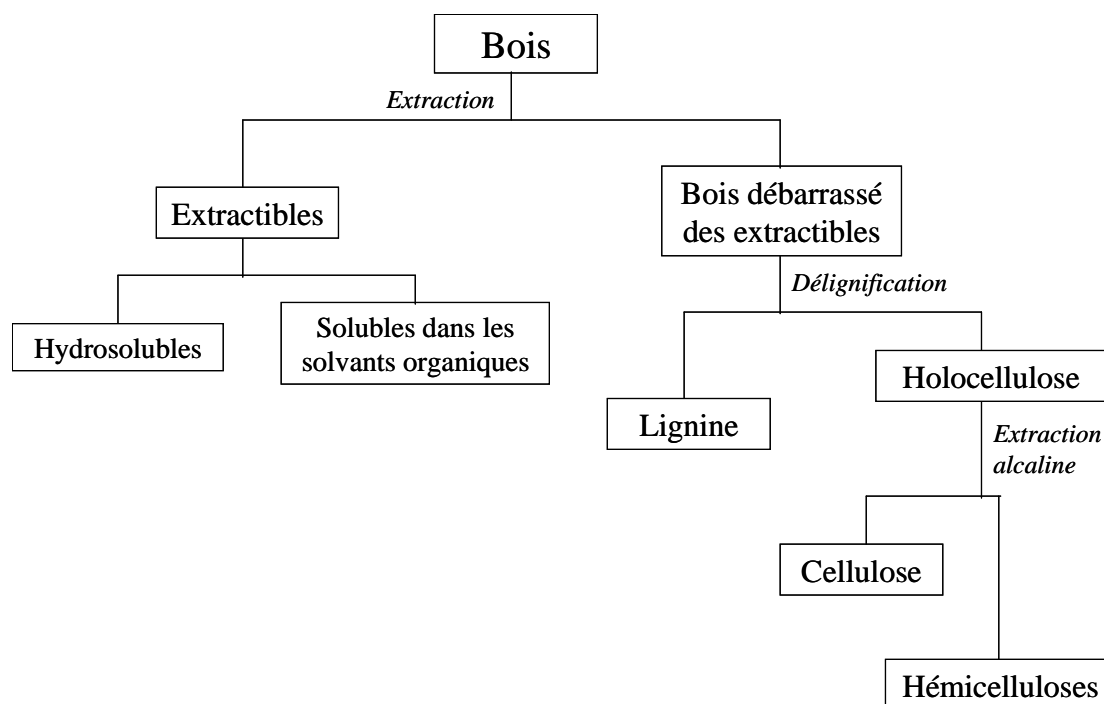 Bois
Extraction
Extractibles
Bois débarrassé
des extractibles
Délignification
Hydrosolubles
Solubles dans les
solvants organiques
Holocellulose
Lignine
Extraction
alcaline
Cellulose
Hémicelluloses